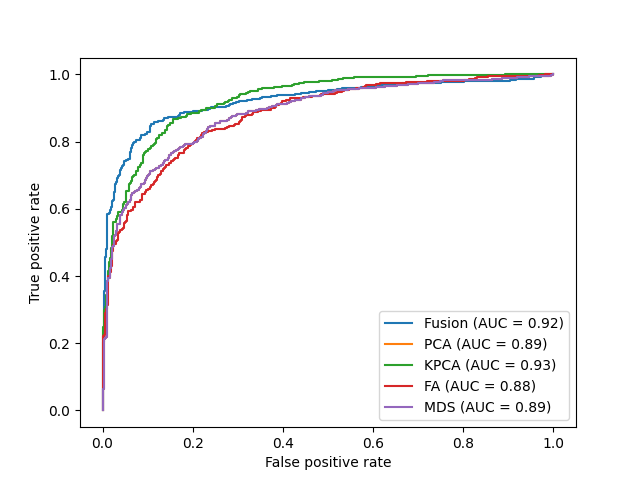 1.0
0.8
0.6
0.4
0.2
0.0
True positive rate
Fusion (AUC = 0.92)
PCA (AUC = 0.89)
KPCA (AUC = 0.93)
FA (AUC = 0.88)
MDS (AUC = 0.89)
0.0 0.2 0.4 0.6 0.8 1.0
False positive rate